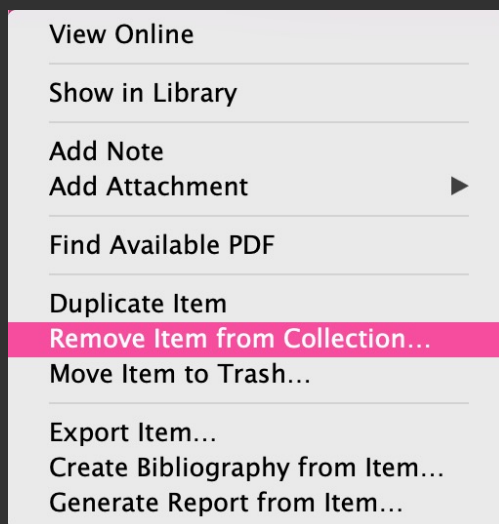 View Online
Show in Library
Add Note
Add Attachment
Find Available PDF
Duplicate Item
Remove Item from Collection…
Move Item to Trash…
Export Item…
Create Bibliography from Item…
Generate Report from Item…